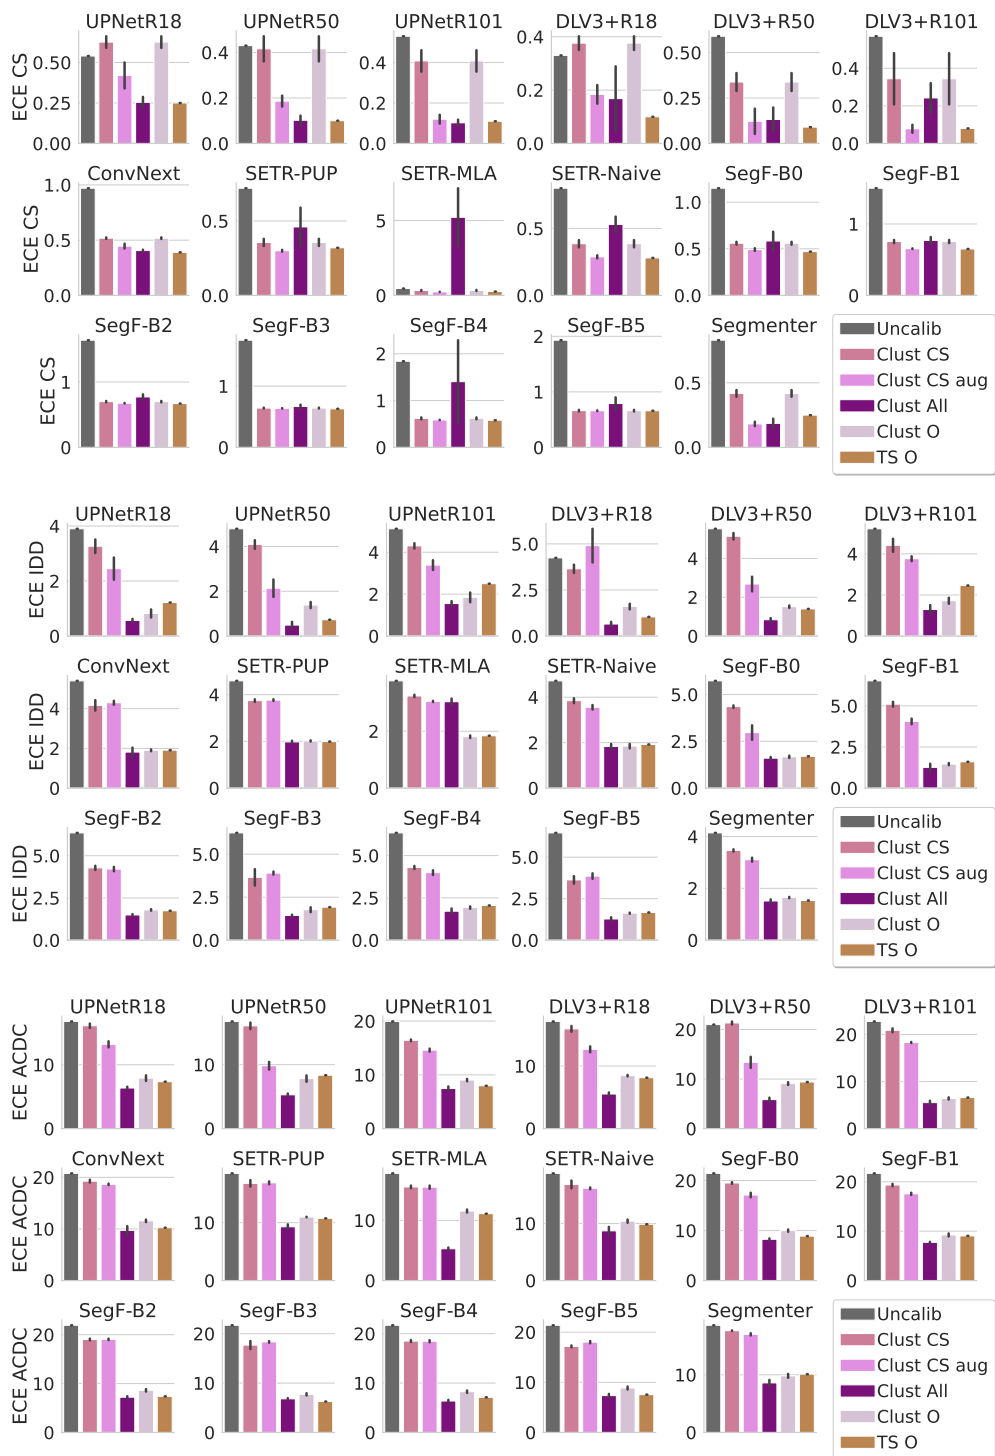 UPNetR18 UPNetR50 UPNetR101 DLV3+R18 DLV3+R50 DLV3+R101
ECE CS
0.50 0.25 0.00
0.4 0.2 0.0
0.4 0.2 0.0
0.4 0.2 0.0
0.50 0.25 0.00
0.4 0.2 0.0
ConvNext SETR-PUP SETR-MLA SETR-Naive SegF-B0 SegF-B1
ECE CS
1.0 0.5 0.0
0.5 0.0
5 0
0.5 0.0
1.0 0.5 0.0
1 0
SegF-B2 SegF-B3 SegF-B4 SegF-B5 Segmenter
ECE CS
1 0
1 0
2 1 0
2 1 0
0.5 0.0
Uncalib
Clust CS
Clust CS aug
Clust All
Clust O
TS O
UPNetR18 UPNetR50 UPNetR101 DLV3+R18 DLV3+R50 DLV3+R101
ECE IDD
4 2 0
4 2 0
4 2 0
5.0 2.5 0.0
4 2 0
4 2 0
ConvNext SETR-PUP SETR-MLA SETR-Naive SegF-B0 SegF-B1
ECE IDD
4 2 0
4 2 0
2 0
4 2 0
5.0 2.5 0.0
5.0 2.5 0.0
SegF-B2 SegF-B3 SegF-B4 SegF-B5 Segmenter
ECE IDD
5.0 2.5 0.0
5.0 2.5 0.0
5.0 2.5 0.0
5.0 2.5 0.0
4 2 0
Uncalib
Clust CS
Clust CS aug
Clust All
Clust O
TS O
UPNetR18 UPNetR50 UPNetR101 DLV3+R18 DLV3+R50 DLV3+R101
ECE ACDC
10 0
10 0
20 10 0
10 0
20 10 0
20 10 0
ConvNext SETR-PUP SETR-MLA SETR-Naive SegF-B0 SegF-B1
ECE ACDC
20 10 0
10 0
10 0
10 0
20 10 0
20 10 0
SegF-B2 SegF-B3 SegF-B4 SegF-B5 Segmenter
ECE ACDC
20 10 0
20 10 0
20 10 0
20 10 0
10 0
Uncalib
Clust CS
Clust CS aug
Clust All
Clust O
TS O